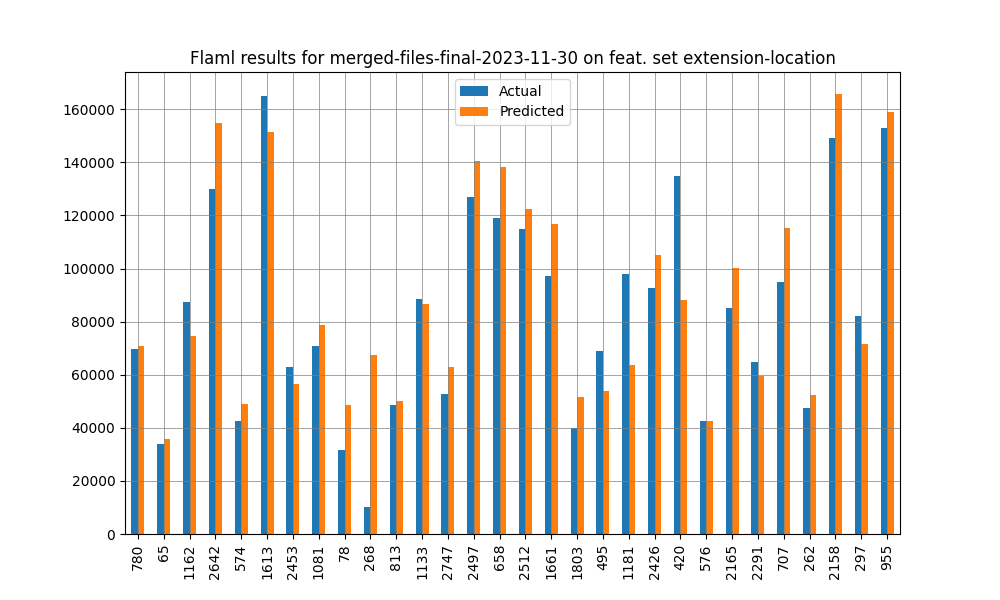 Flaml results for merged-files-final-2023-11-30 on feat. set extension-location
Actual
Predicted
160000
140000
120000
100000
80000
60000
40000
20000
0
780 65 1162 2642 574 1613 2453 1081 78 268 813 1133 2747 2497 658 2512 1661 1803 495 1181 2426 420 576 2165 2291 707 262 2158 297 955